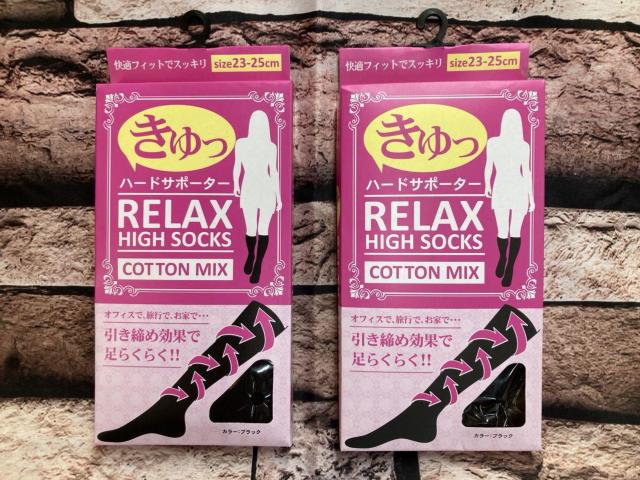 快適フィットでスッキリ size23-25cm
きゅっ
ハードサポーター
RELAX
HIGH SOCKS
COTTON MIX
オフィスで、旅行で、お家で…
引き締め効果で
足らくらく!!
カラー:ブラック
快適フィットでスッキリ size23-25cm
きゅっ
ハードサポーター
RELAX
HIGH SOCKS
COTTON MIX
オフィスで、旅行で、お家で…
引き締め効果で
足らくらく!!
カラー:ブラック